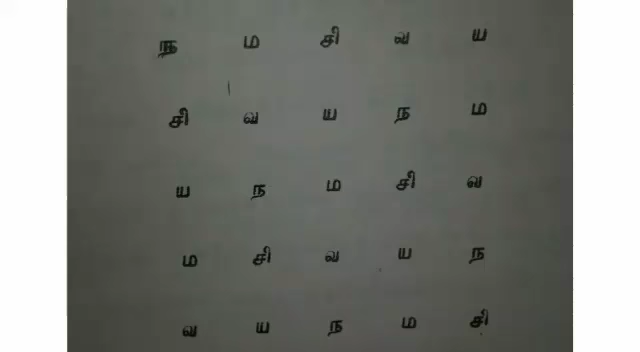 ந ம சி வ ய
சி வ ய ந ம
ய ந ம சி வ
ம சி வ ய ந
வ ய ந ம சி